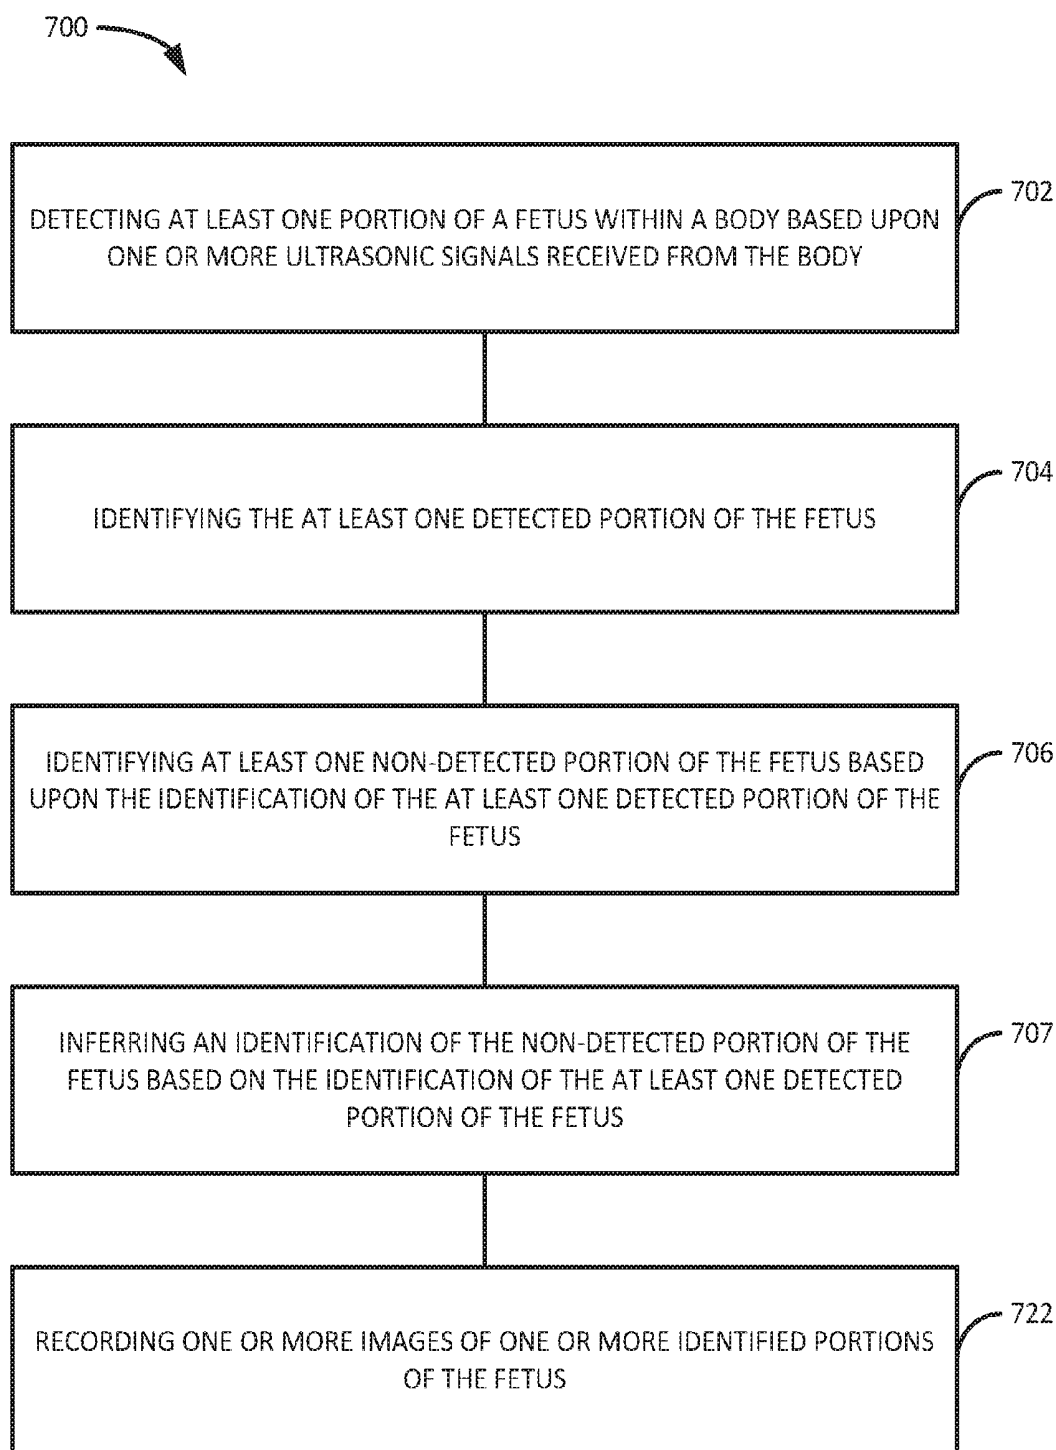 700
702
DETECTING AT LEAST ONE PORTION OF A FETUS WITHIN A BODY BASED UPON
ONE OR MORE ULTRASONIC SIGNALS RECEIVED FROM THE BODY
704
IDENTIFYING THE AT LEAST ONE DETECTED PORTION OF THE FETUS
706
IDENTIFYING AT LEAST ONE NON-DETECTED PORTION OF THE FETUS BASED
UPON THE IDENTIFICATION OF THE AT LEAST ONE DETECTED PORTION OF THE
FETUS
707
INFERRING AN IDENTIFICATION OF THE NON-DETECTED PORTION OF THE
FETUS BASED ON THE IDENTIFICATION OF THE AT LEAST ONE DETECTED
PORTION OF THE FETUS
722
RECORDING ONE OR MORE IMAGES OF ONE OR MORE IDENTIFIED PORTIONS
OF THE FETUS